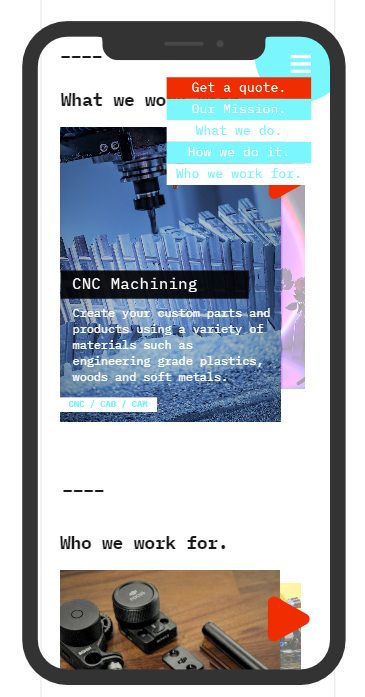 ----
What we wo
Get a quote.
Our Mission.
What we do.
How we do it.
Who we work for.
CNC Machining
Create your custom parts and
products using a variety of
materials such as
engineering grade plastics,
woods and soft metals.
CNC / CAD / CAM
----
Who we work for.